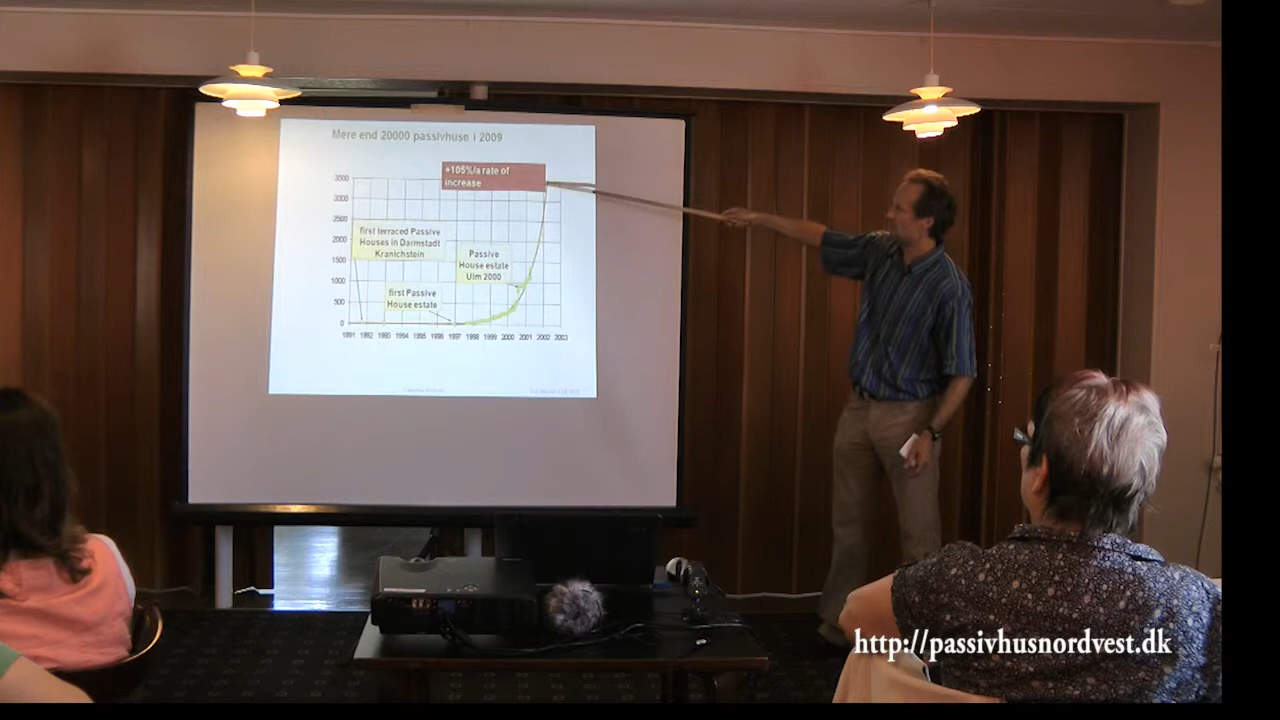 Mere end 20000 passivhuse i 2009
+105%/a rate of
increase
3500
3000
2500
2000
1500
1000
500
0
first terraced Passive
Houses in Darmstadt
Kranichstein
Passive
House estate
Ulm 2000
first Passive
House estate
1991 1992 1993 1994 1995 1996 1997 1998 1999 2000 2001 2002 2003
http://passivhusnordvest.dk